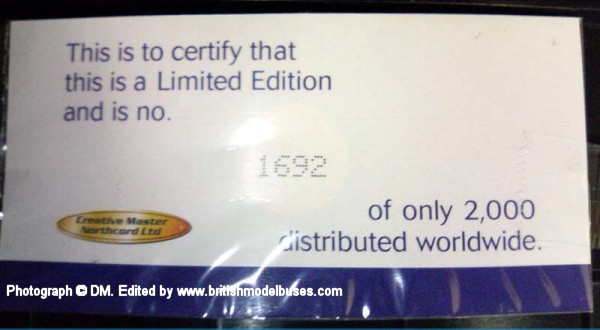 This is to certify that
this is a Limited Edition
and is no.
1692
Creative Master
Northcord Ltd
of only 2,000
distributed worldwide.
Photograph © DM. Edited by www.britishmodelbuses.com